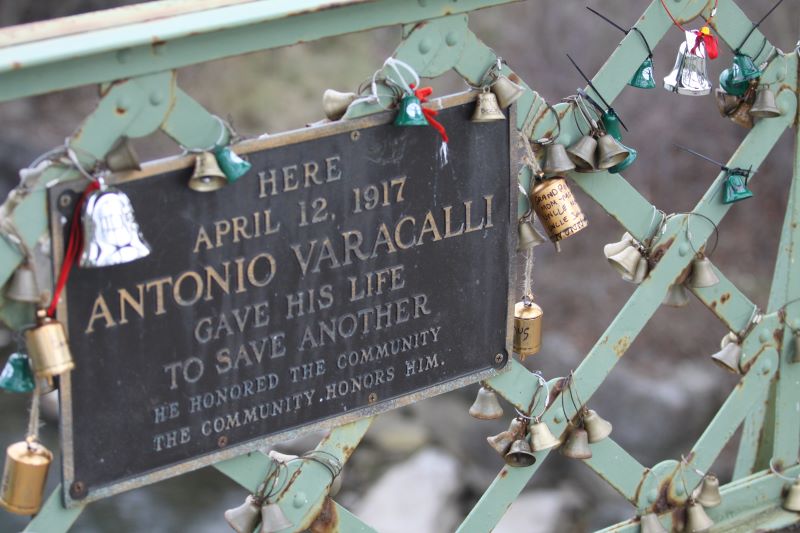 HERE
APRIL 12, 1917
ANTONIO VARACALLI
GAVE HIS LIFE
TO SAVE ANOTHER
HE HONORED THE COMMUNITY
THE COMMUNITY. HONORS HIM.
GRANDPA